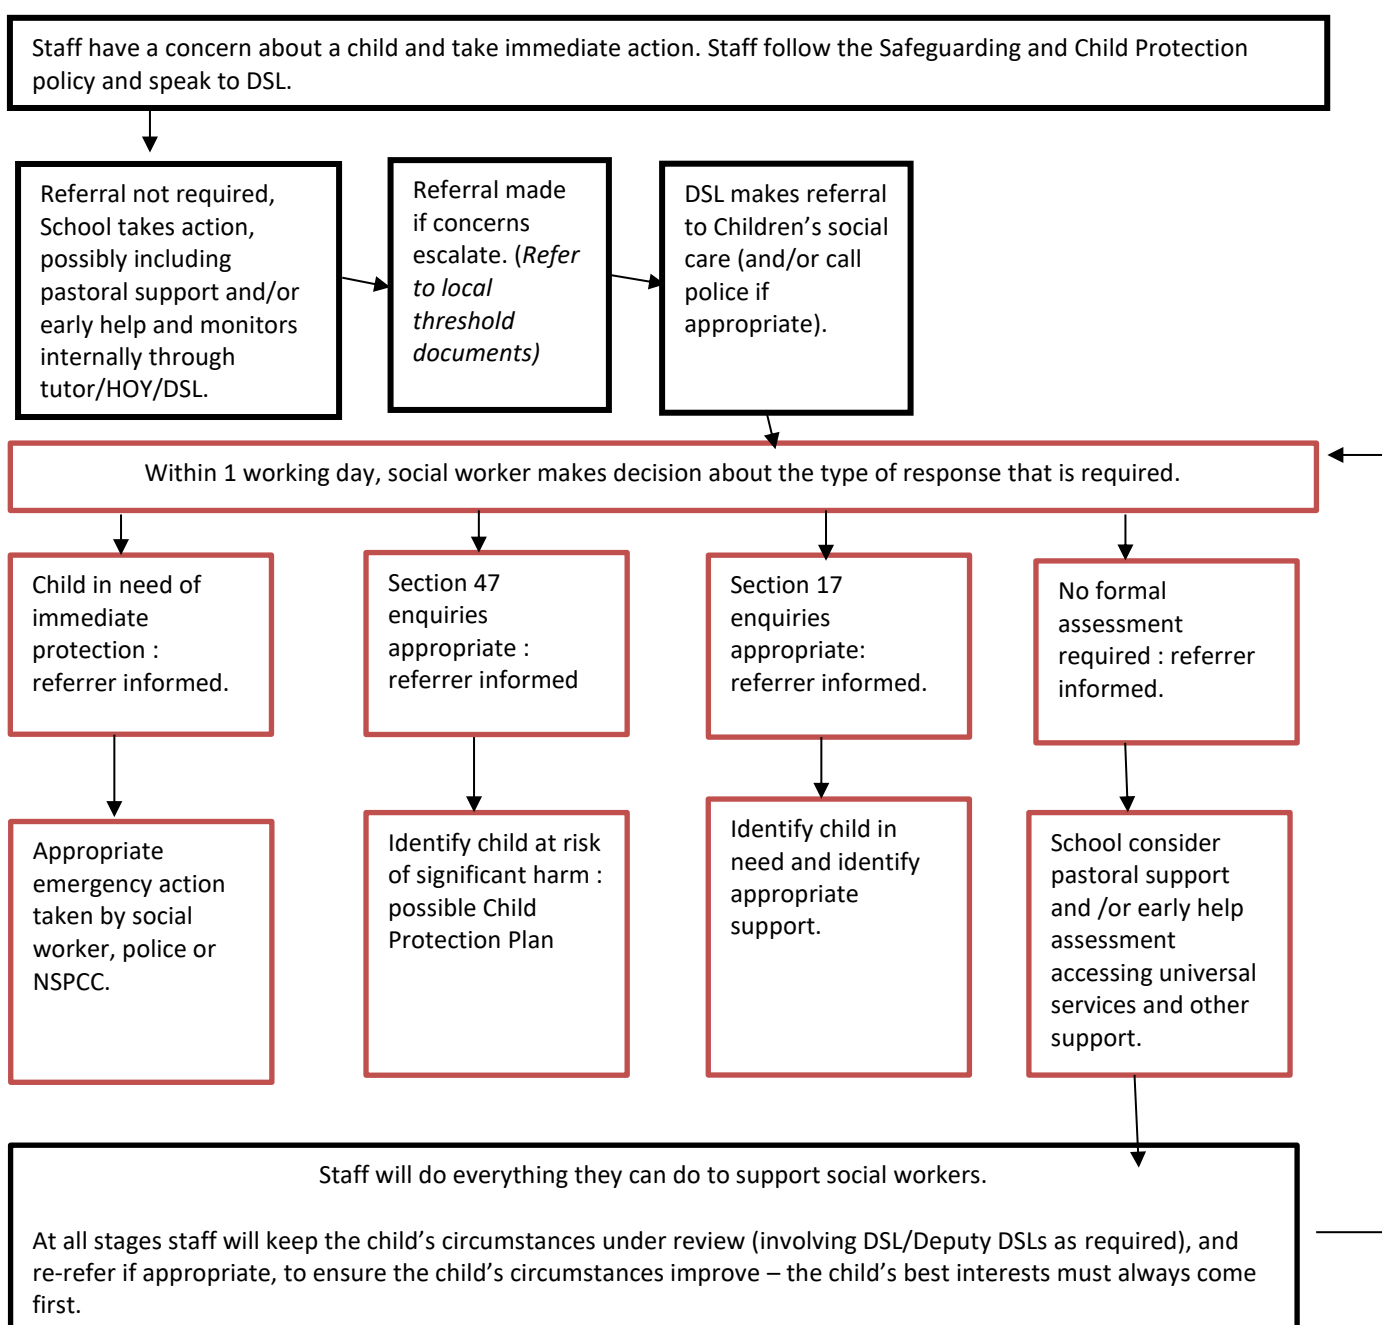 Staff have a concern about a child and take immediate action. Staff follow the Safeguarding and Child Protection
policy and speak to DSL.
Referral not required,
School takes action,
possibly including
pastoral support and/or
early help and monitors
internally through
tutor/HOY/DSL.
Referral made
if concerns
escalate. (Refer
to local
threshold
documents)
DSL makes referral
to Children’s social
care (and/or call
police if
appropriate).
Within 1 working day, social worker makes decision about the type of response that is required.
Child in need of
immediate
protection :
referrer informed.
Section 47
enquiries
appropriate :
referrer informed
Section 17
enquiries
appropriate:
referrer informed.
No formal
assessment
required : referrer
informed.
Appropriate
emergency action
taken by social
worker, police or
NSPCC.
Identify child at risk
of significant harm :
possible Child
Protection Plan
Identify child in
need and identify
appropriate
support.
School consider
pastoral support
and /or early help
assessment
accessing universal
services and other
support.
Staff will do everything they can do to support social workers.
At all stages staff will keep the child’s circumstances under review (involving DSL/Deputy DSLs as required), and
re-refer if appropriate, to ensure the child’s circumstances improve – the child’s best interests must always come
first.